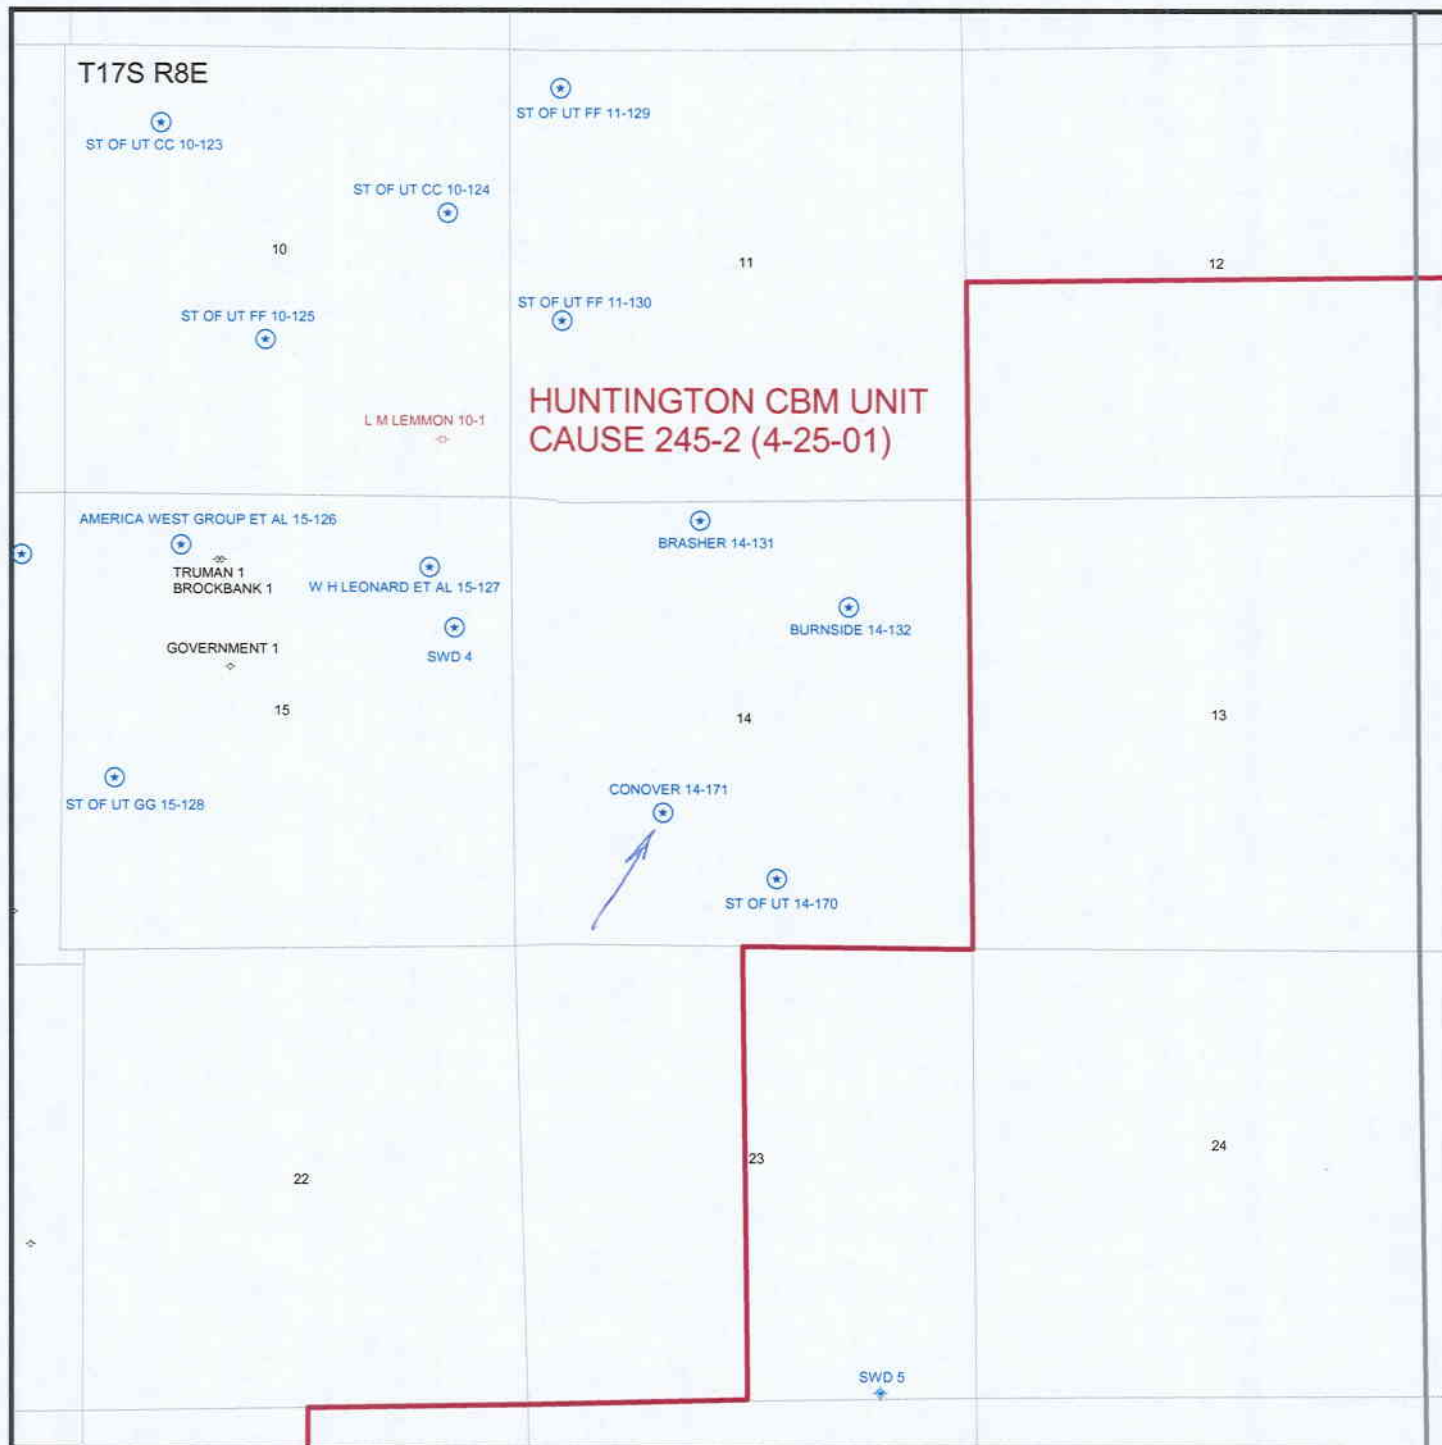 T17S R8E
ST OF UT FF 11-129
ST OF UT CC 10-123
ST OF UT CC 10-124
10
11
12
ST OF UT FF 11-130
ST OF UT FF 10-125
HUNTINGTON CBM UNIT
CAUSE 245-2 (4-25-01)
L M LEMMON 10-1
AMERICA WEST GROUP ET AL 15-126
BRASHER 14-131
TRUMAN 1
BROCKBANK 1
W H LEONARD ET AL 15-127
BURNSIDE 14-132
GOVERNMENT 1
SWD 4
15
14
13
CONOVER 14-171
ST OF UT GG 15-128
ST OF UT 14-170
22
23
24
SWD 5